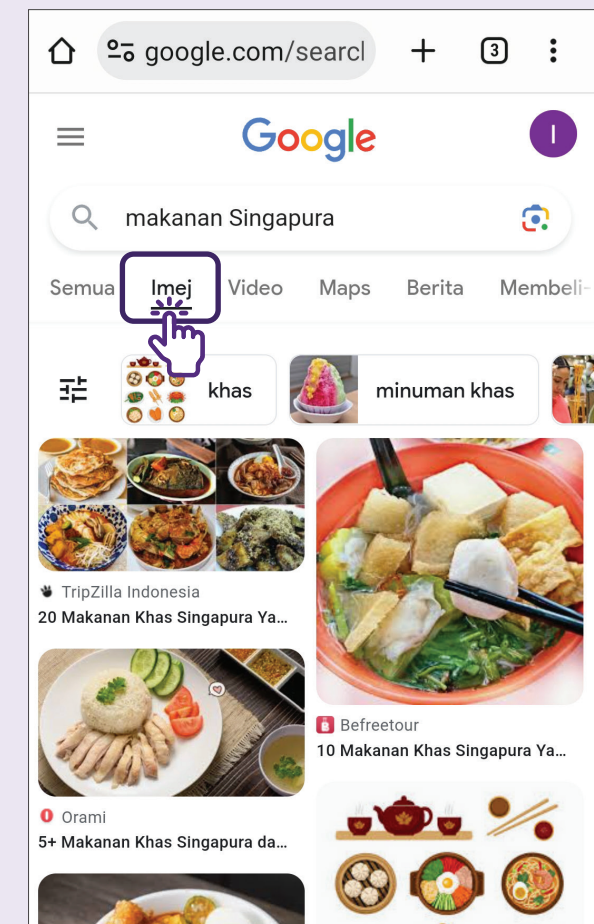 google.com/searcl
3
Google
I
makanan Singapura
Semua Imej Video Maps Berita Membeli-
khas
minuman khas
TripZilla Indonesia
20 Makanan Khas Singapura Ya...
Befreetour
10 Makanan Khas Singapura Ya...
Orami
5+ Makanan Khas Singapura da...